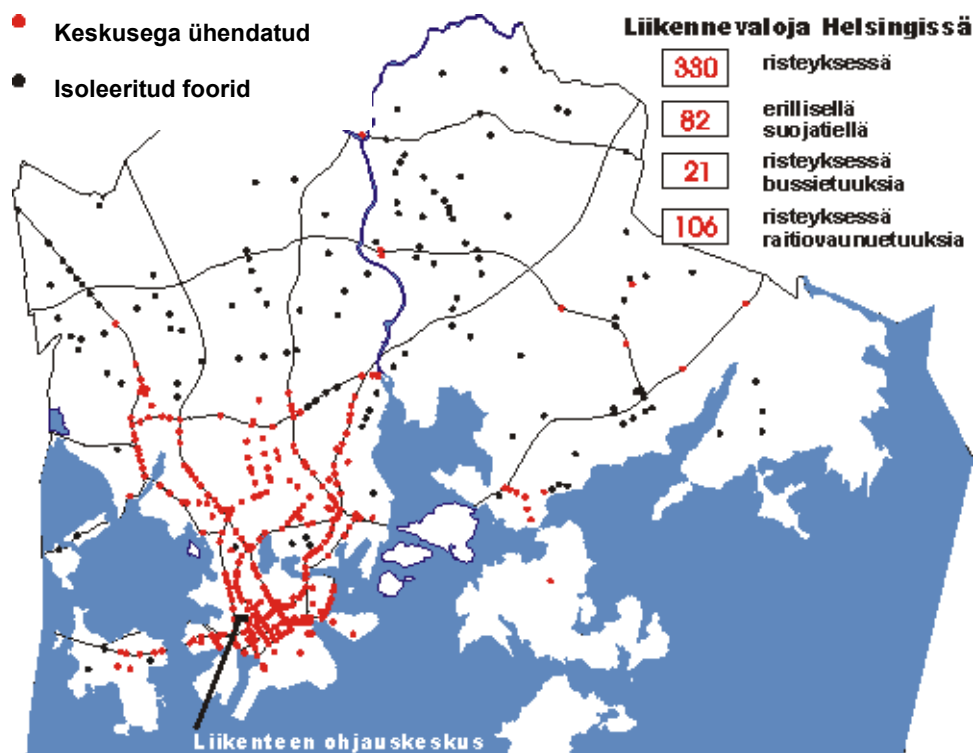 Keskusega ühendatud
Isoleeritud foorid
Liikennevaloja Helsingissä
330 risteyksessä
82 erillisellä
suojatiellä
21 risteyksessä
bussietuuksia
106 risteyksessä
raitiovaunuetuuksia
Liikenteen ohjauskeskus